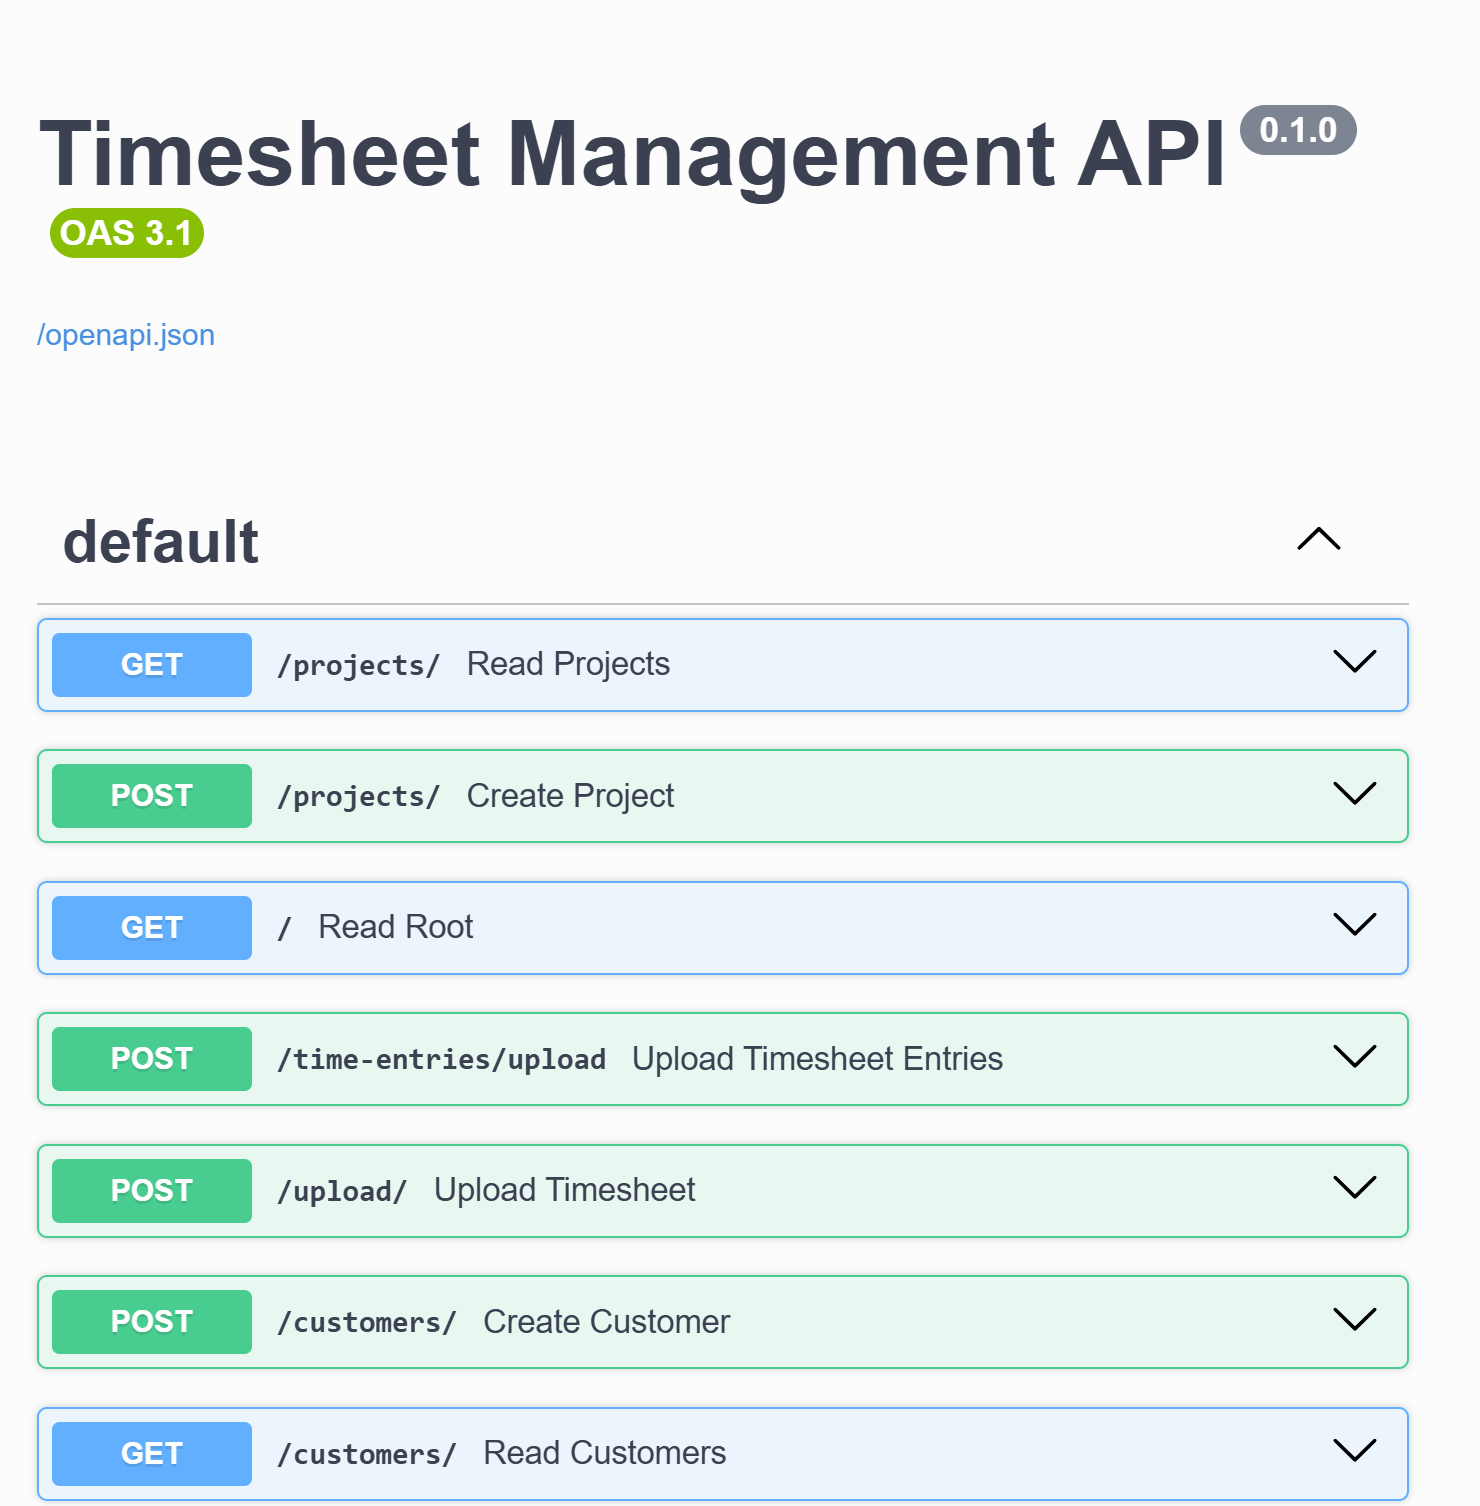 Timesheet Management API 0.1.0
OAS 3.1
/openapi.json
default
GET /projects/ Read Projects
POST /projects/ Create Project
GET / Read Root
POST /time-entries/upload Upload Timesheet Entries
POST /upload/ Upload Timesheet
POST /customers/ Create Customer
GET /customers/ Read Customers